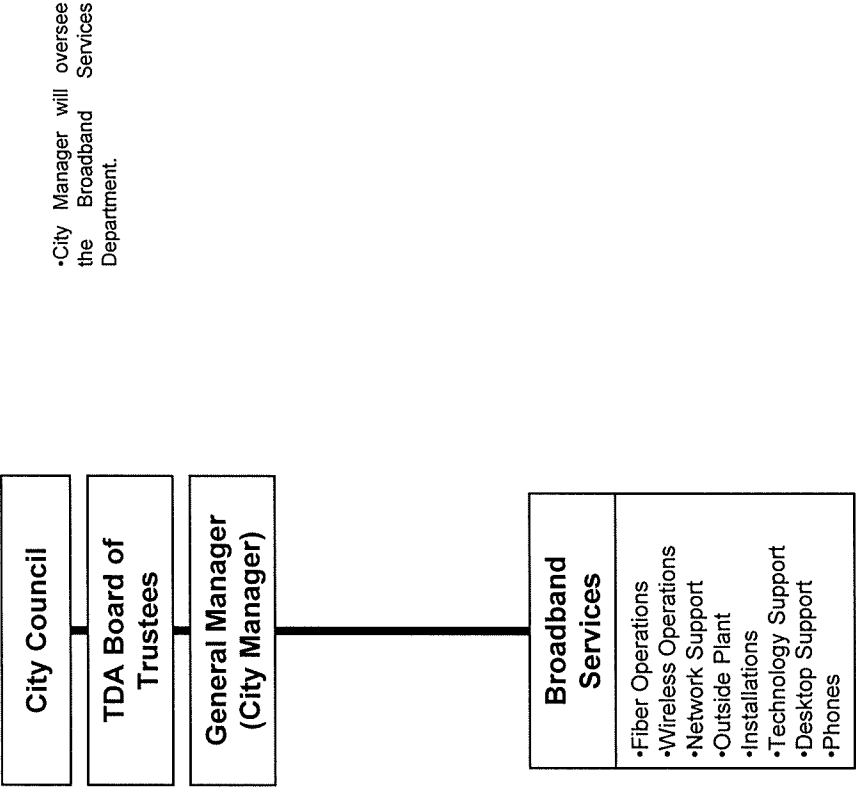 City Council
TDA Board of
Trustees
General Manager
(City Manager)
Broadband
Services
•Fiber Operations
•Wireless Operations
•Network Support
•Outside Plant
•Installations
•Technology Support
•Desktop Support
•Phones
•City Manager will oversee
the Broadband Services
Department.